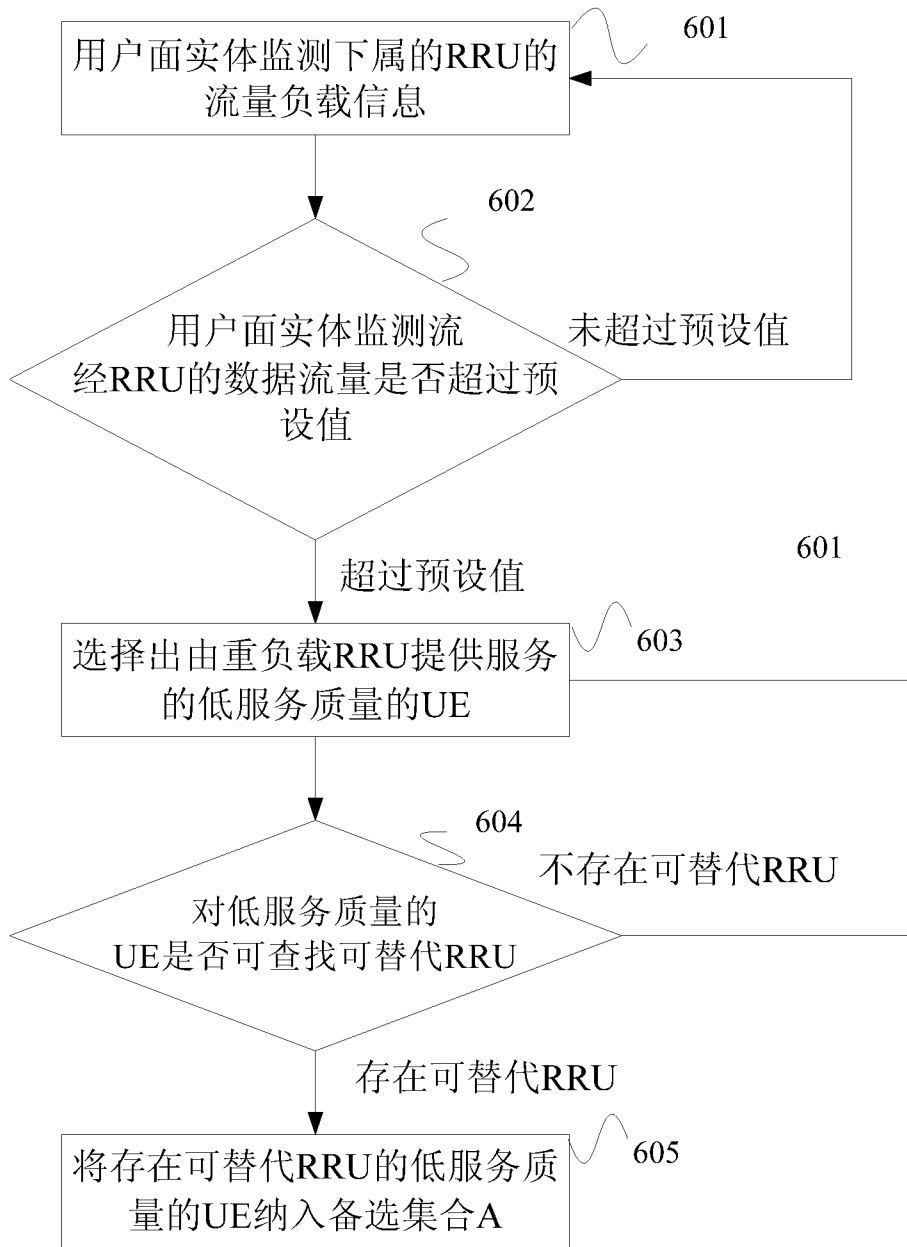 601
用户面实体监测下属的RRU的
流量负载信息
602
用户面实体监测流
经RRU的数据流量是否超过预
设值
未超过预设值
超过预设值
601
603
选择出由重负载RRU提供服务
的低服务质量的UE
604
不存在可替代RRU
对低服务质量的
UE是否可查找可替代RRU
存在可替代RRU
605
将存在可替代RRU的低服务质
量的UE纳入备选集合A